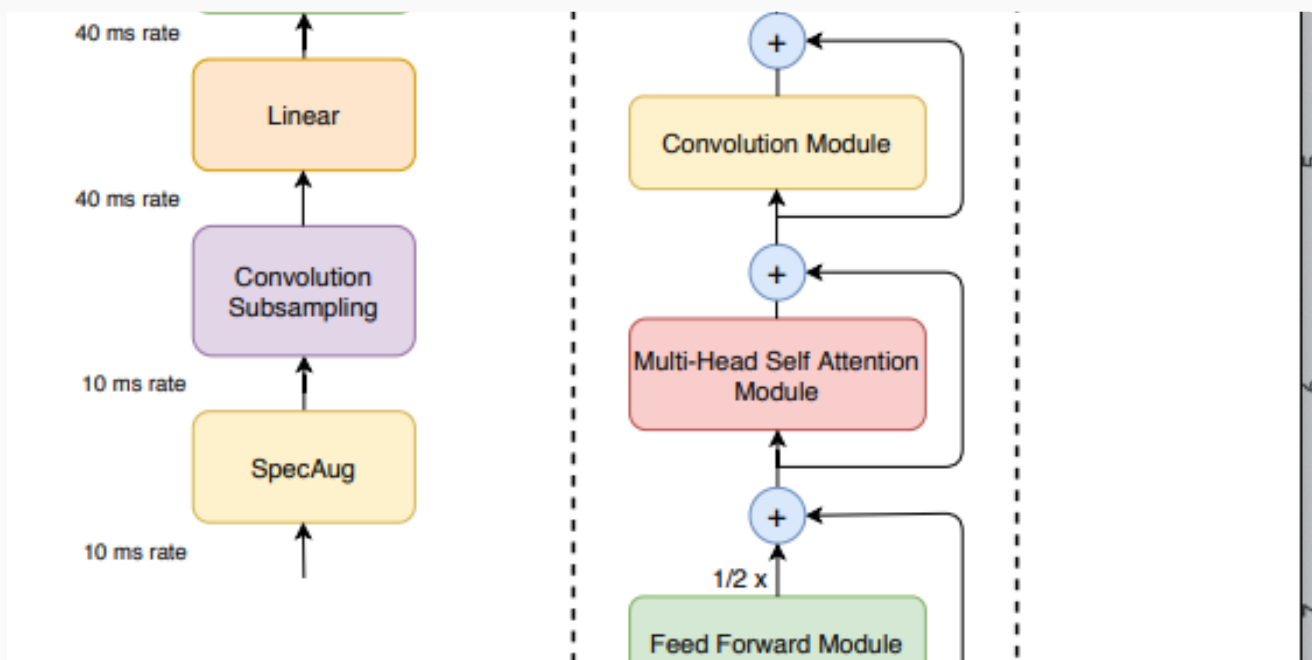 40 ms rate
Linear
40 ms rate
Convolution
Subsampling
10 ms rate
SpecAug
10 ms rate
+
Convolution Module
+
Multi-Head Self Attention
Module
+
1/2 x
Feed Forward Module